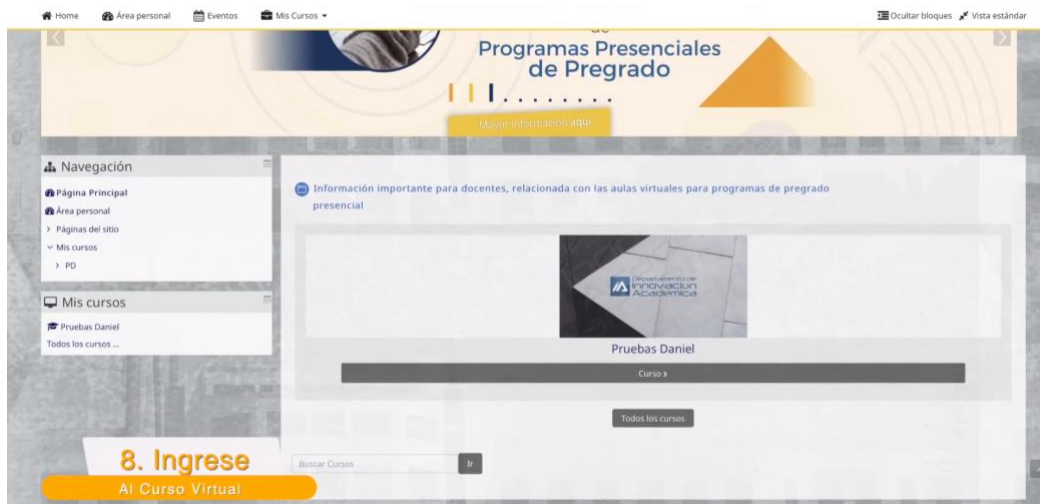 Home Área personal Eventos Mis Cursos Ocultar bloques Vista estándar
de
Programas Presenciales
de Pregrado
Mayor información aquí
Navegación
Página Principal
Área personal
Páginas del sitio
Mis cursos
PD
Mis cursos
Pruebas Daniel
Todos los cursos ...
Información importante para docentes, relacionada con las aulas virtuales para programas de pregrado
presencial
Departamento de
Innovación
Académica
Pruebas Daniel
Curso
Todos los cursos
Buscar Cursos Ir
8. Ingrese
Al Curso Virtual